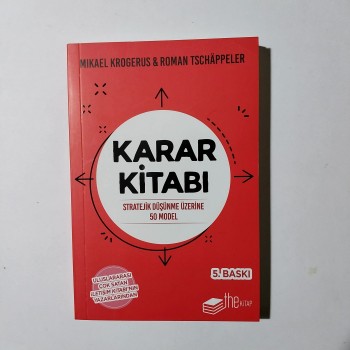 MIKAEL KROGERUS & ROMAN TSCHÄPPELER
KARAR
KİTABI
STRATEJİK DÜŞÜNME ÜZERİNE
50 MODEL
5. BASKI
ULUSLARARASI
ÇOK SATAN
İLETİŞİM KİTABI'NIN
YAZARLARINDAN
the KİTAP